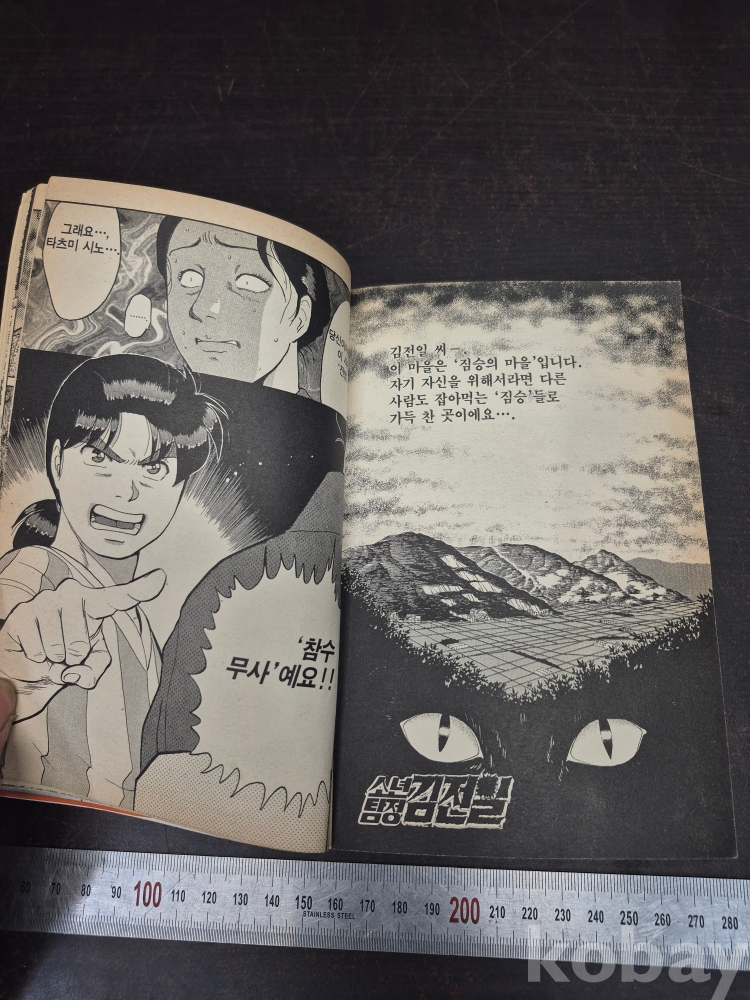 그래요…,
타츠미 시노….
……
'참수
무사'예요!!
김전일 씨―.
이 마을은 '짐승의 마을'입니다.
자기 자신을 위해서라면 다른
사람도 잡아먹는 '짐승'들로
가득 찬 곳이에요….
소년
탐정 김전일
60 70 80 90 100 110 120 130 140 150 160 170 180 190 200 210 220 230 240 250 260 270 280
STAINLESS STEEL
kobay